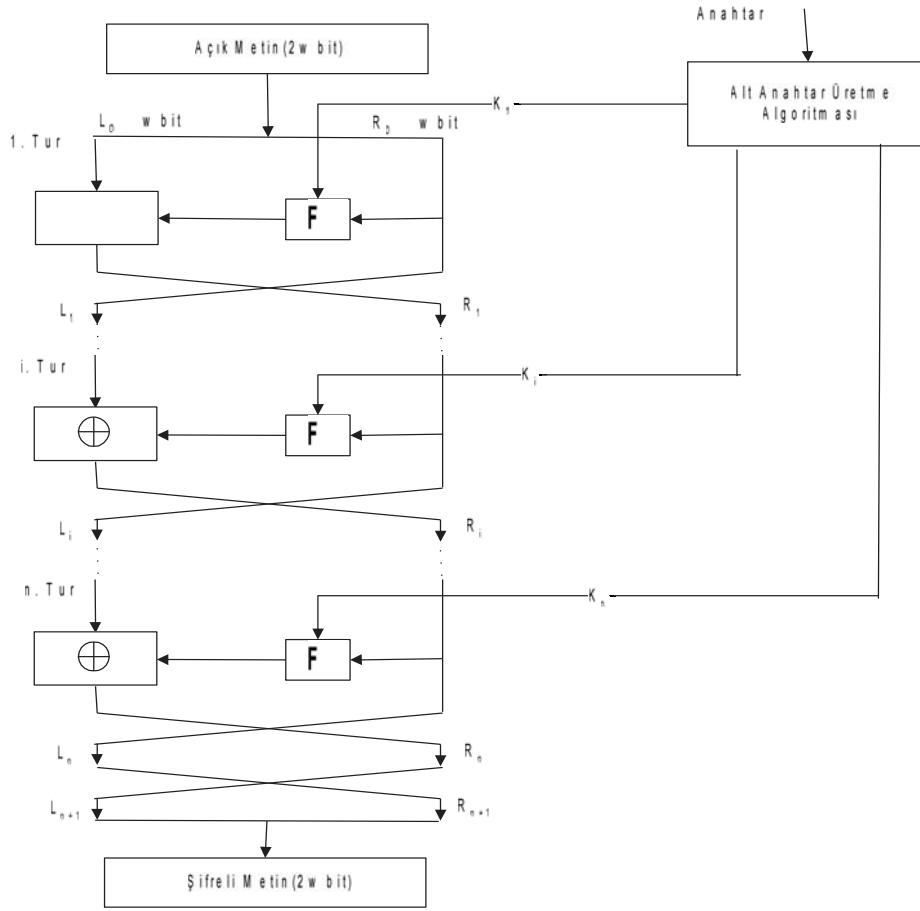 Anahtar
Açık Metin(2w bit)
Alt Anahtar Üretme
Algoritması
K₁
L₀ w bit
R₀ w bit
1. Tur
F
L₁
R₁
i. Tur
Kᵢ
F
Lᵢ
Rᵢ
n. Tur
Kₙ
F
Lₙ
Rₙ
Lₙ₊₁
Rₙ₊₁
Şifreli Metin(2w bit)